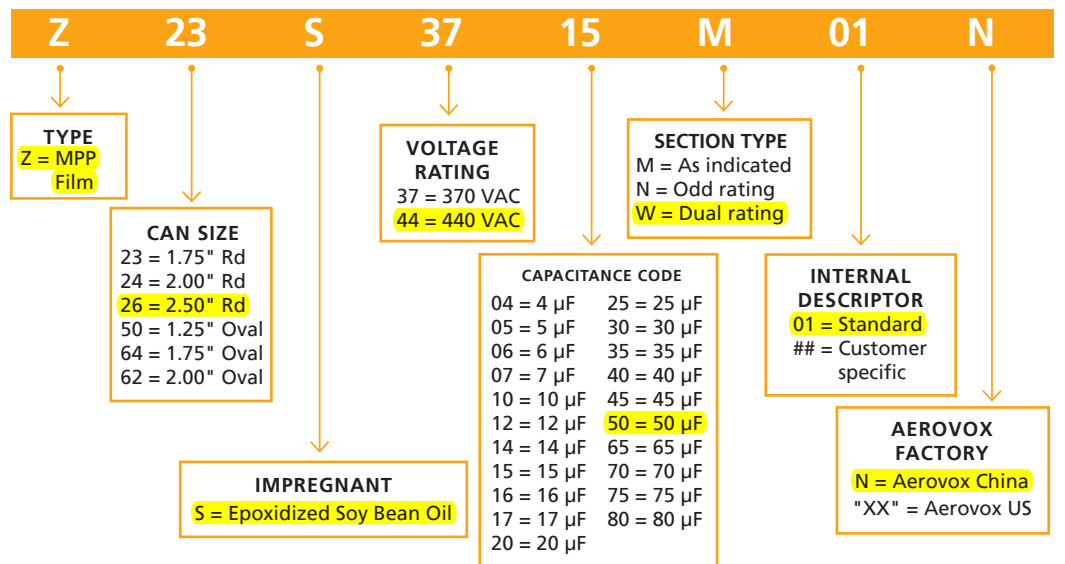 Z 23 S 37 15 M 01 N
TYPE
Z = MPP
Film
CAN SIZE
23 = 1.75" Rd
24 = 2.00" Rd
26 = 2.50" Rd
50 = 1.25" Oval
64 = 1.75" Oval
62 = 2.00" Oval
IMPREGNANT
S = Epoxidized Soy Bean Oil
VOLTAGE
RATING
37 = 370 VAC
44 = 440 VAC
CAPACITANCE CODE
04 = 4 µF 25 = 25 µF
05 = 5 µF 30 = 30 µF
06 = 6 µF 35 = 35 µF
07 = 7 µF 40 = 40 µF
10 = 10 µF 45 = 45 µF
12 = 12 µF 50 = 50 µF
14 = 14 µF 65 = 65 µF
15 = 15 µF 70 = 70 µF
16 = 16 µF 75 = 75 µF
17 = 17 µF 80 = 80 µF
20 = 20 µF
SECTION TYPE
M = As indicated
N = Odd rating
W = Dual rating
INTERNAL
DESCRIPTOR
01 = Standard
## = Customer
specific
AEROVOX
FACTORY
N = Aerovox China
"XX" = Aerovox US